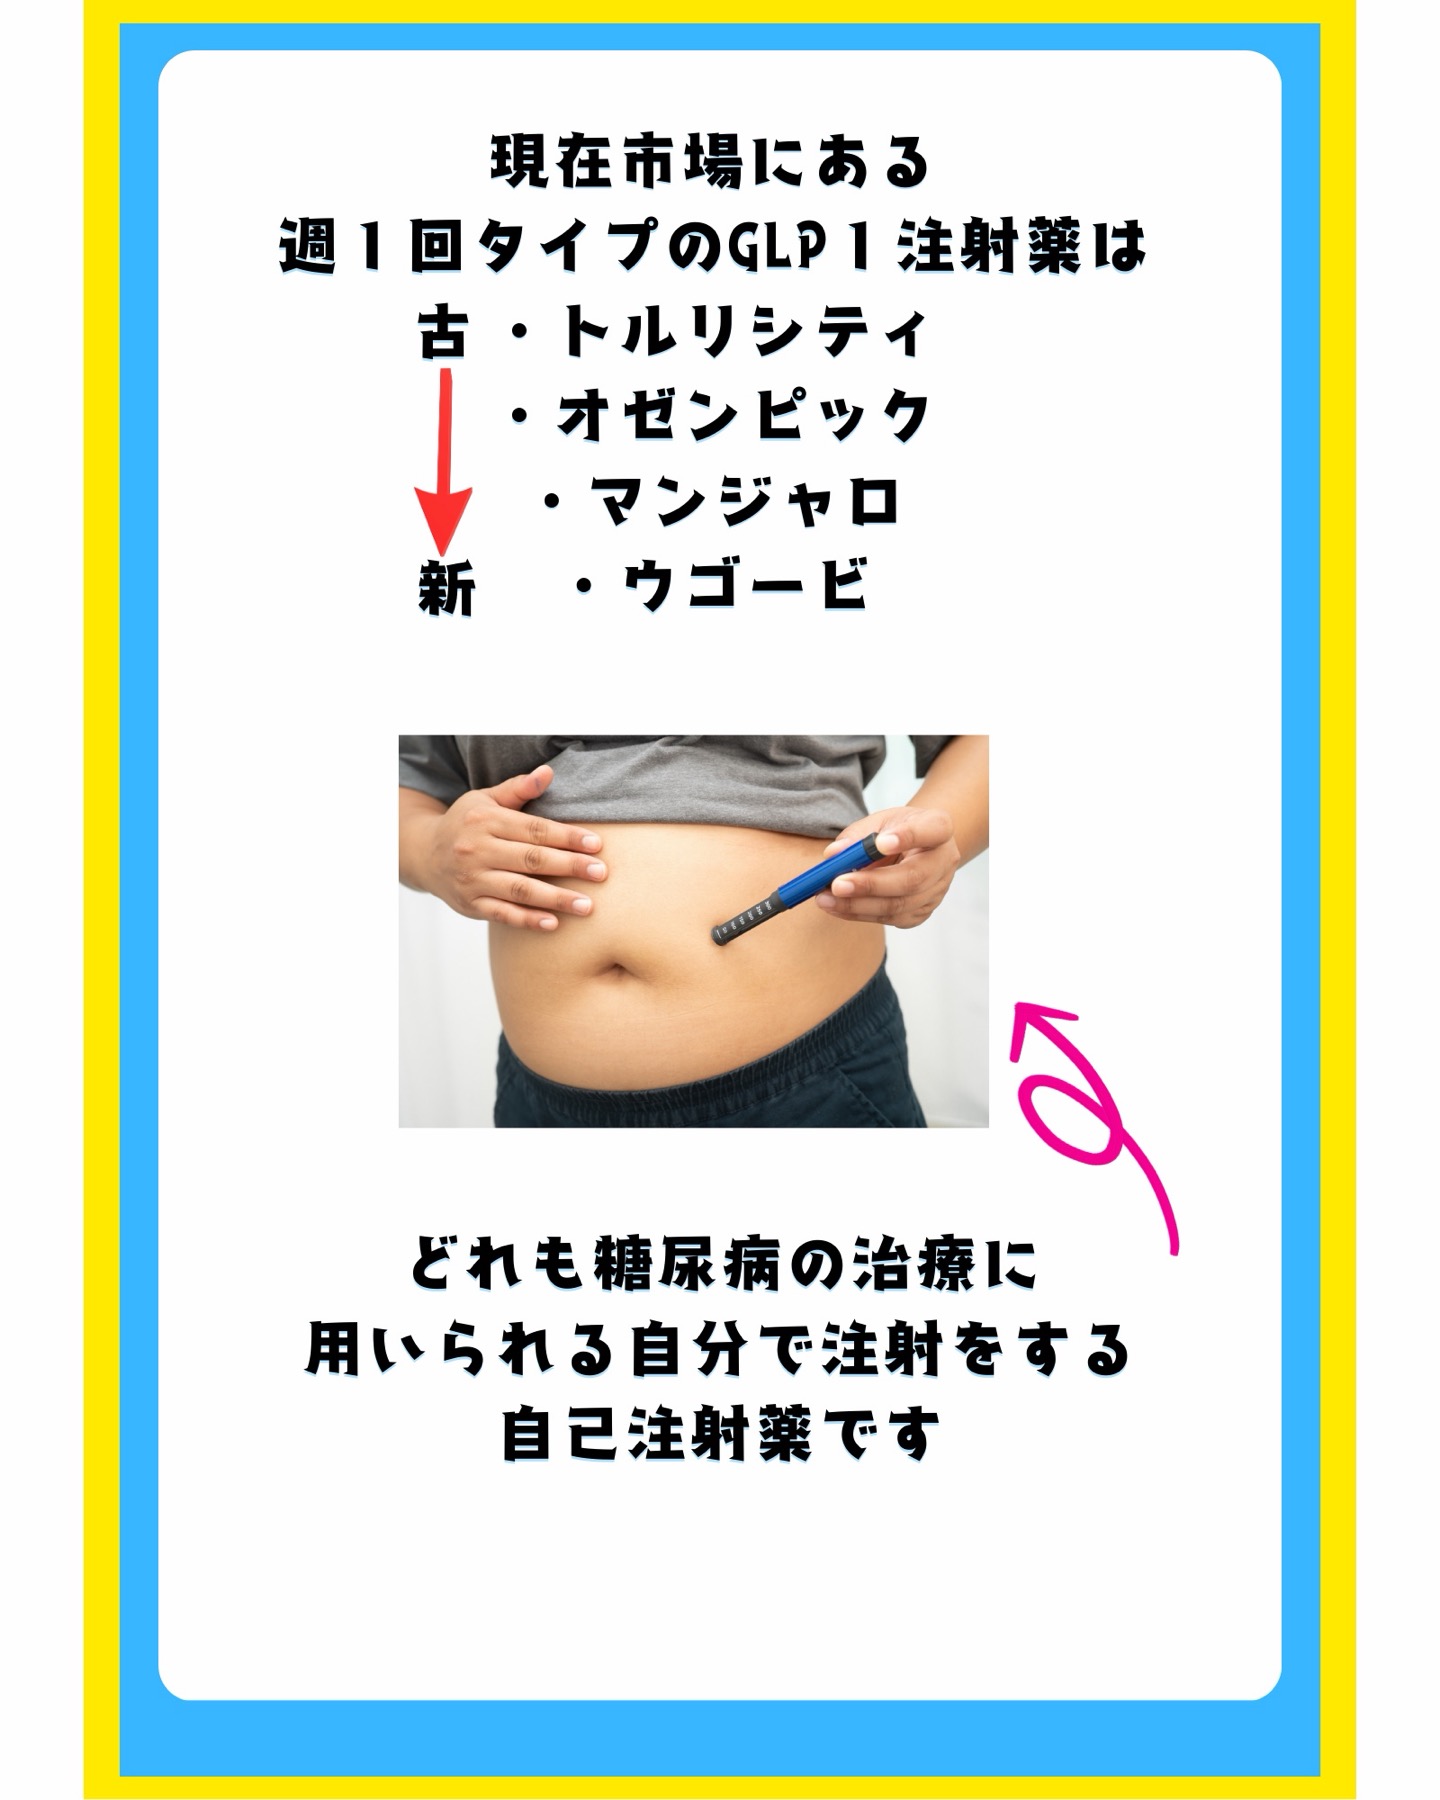 現在市場にある
週１回タイプのGLP１注射薬は
古 ・トルリシティ
・オゼンピック
・マンジャロ
新 ・ウゴービ
どれも糖尿病の治療に
用いられる自分で注射をする
自己注射薬です